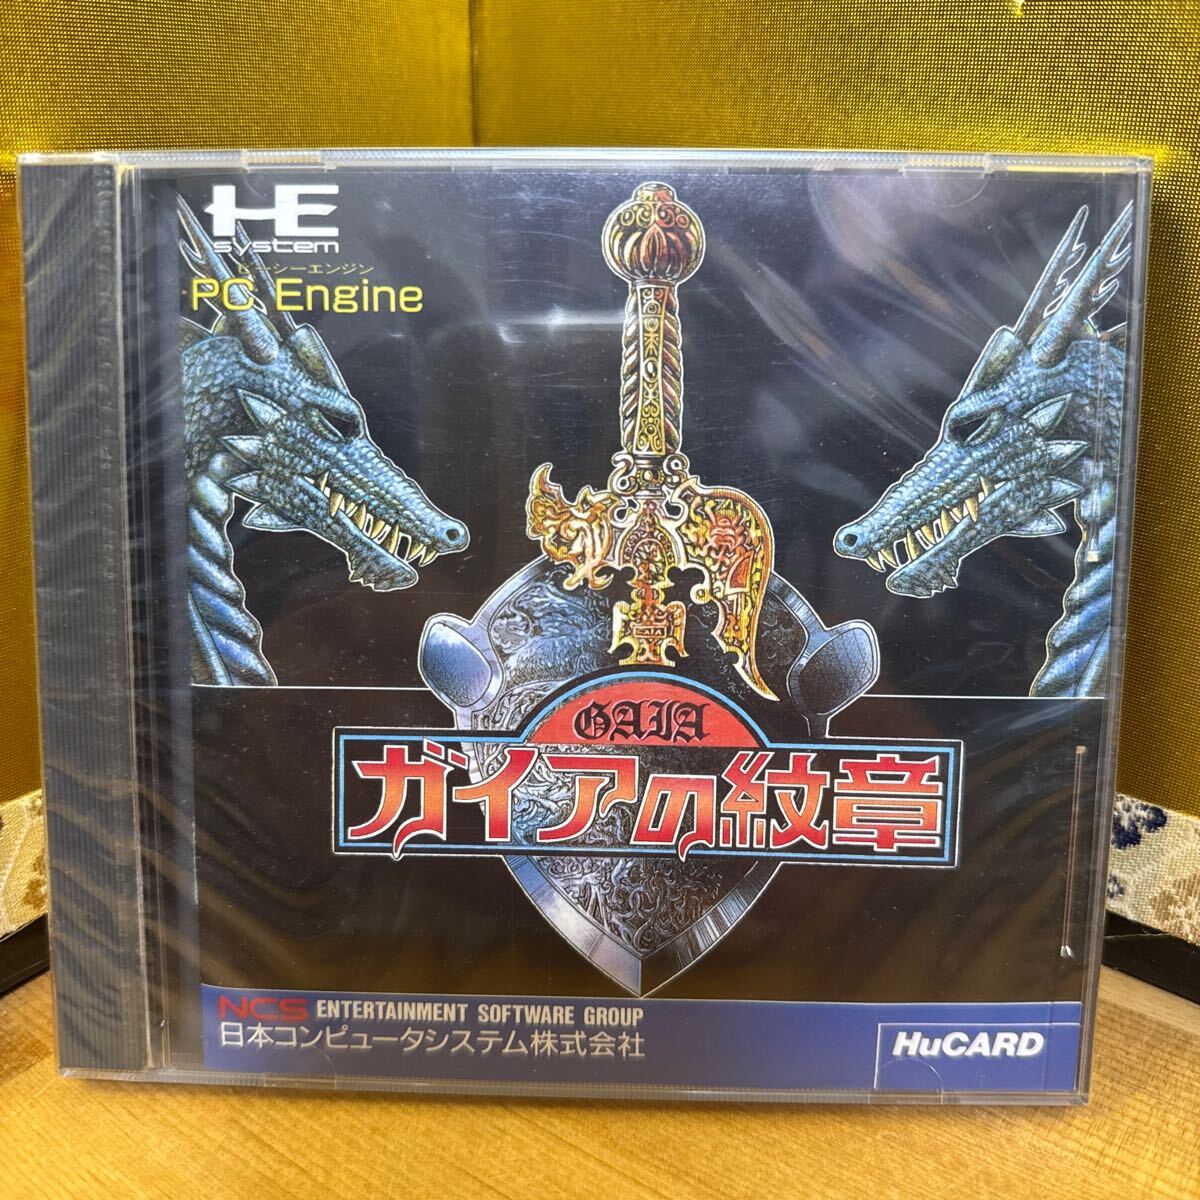 HE
system
ピーシーエンジン
PC Engine
GAIA
ガイアの紋章
NCS ENTERTAINMENT SOFTWARE GROUP
日本コンピュータシステム株式会社
HuCARD